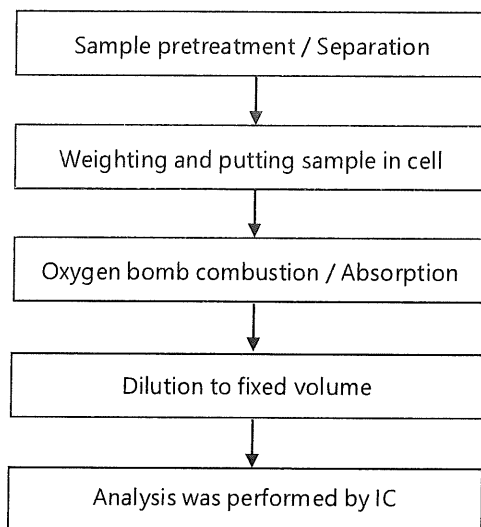 Sample pretreatment / Separation
Weighting and putting sample in cell
Oxygen bomb combustion / Absorption
Dilution to fixed volume
Analysis was performed by IC